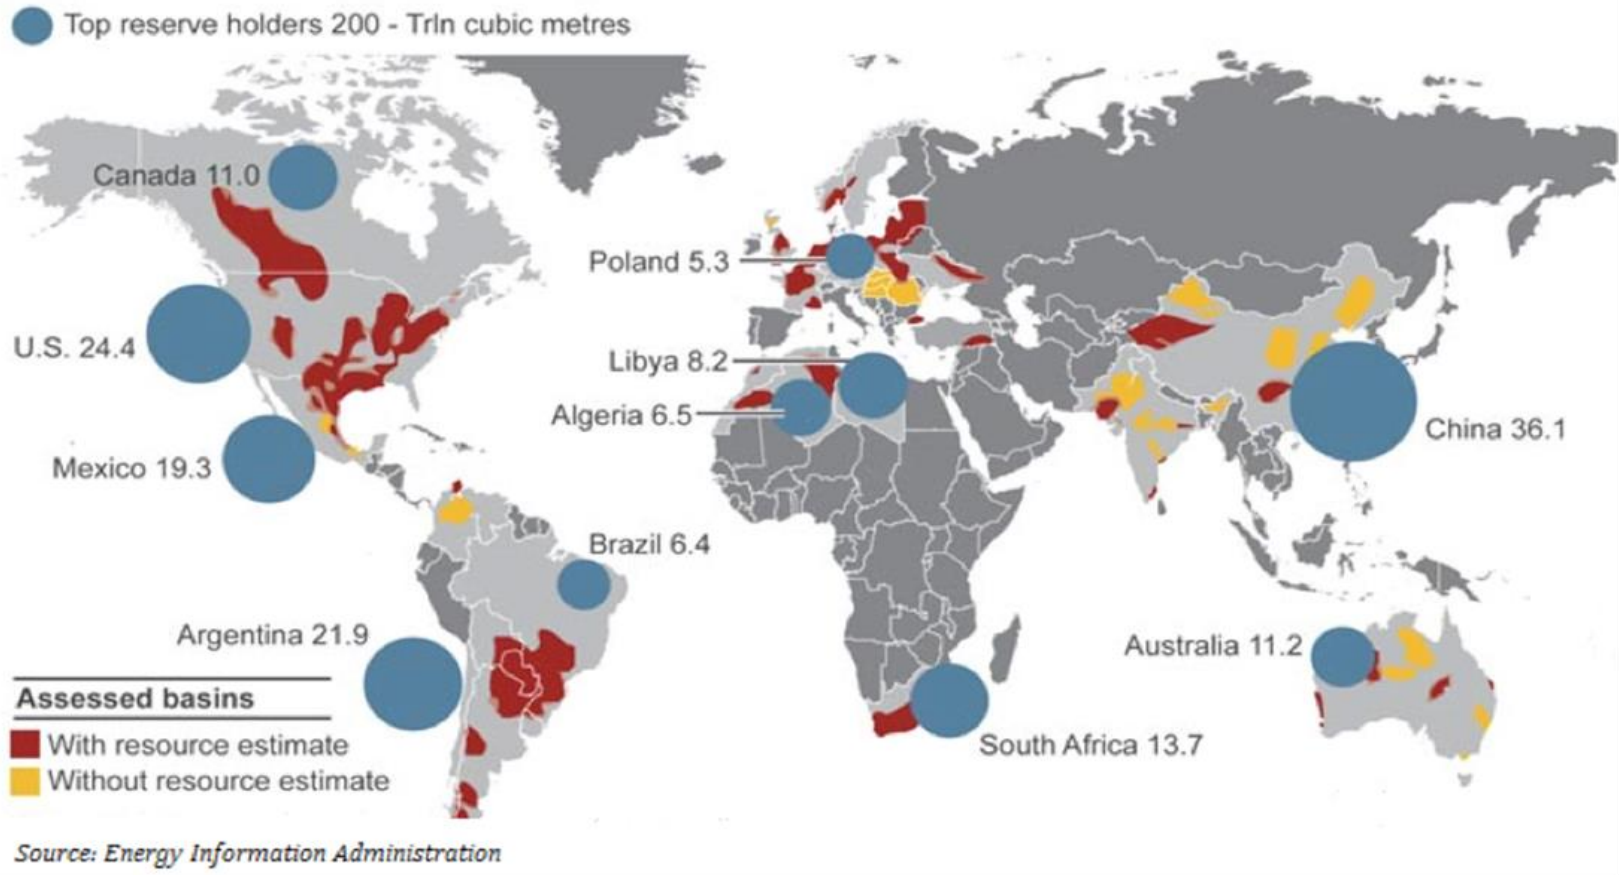 Top reserve holders 200 - Trln cubic metres
Canada 11.0
Poland 5.3
U.S. 24.4
Libya 8.2
Algeria 6.5
China 36.1
Mexico 19.3
Brazil 6.4
Argentina 21.9
Australia 11.2
South Africa 13.7
Assessed basins
With resource estimate
Without resource estimate
Source: Energy Information Administration